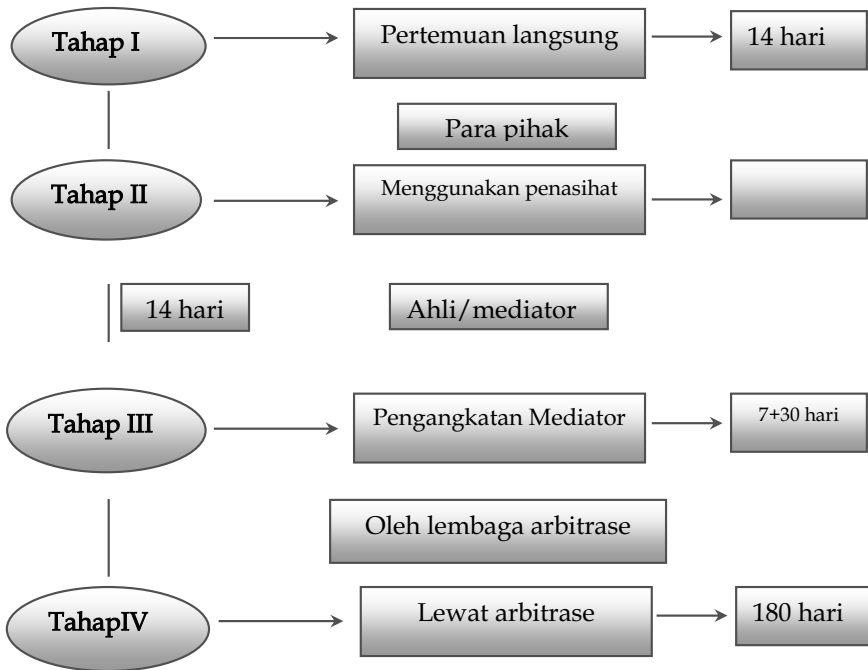 Tahap I
Pertemuan langsung
14 hari
Para pihak
Tahap II
Menggunakan penasihat
14 hari
Ahli/mediator
Tahap III
Pengangkatan Mediator
7+30 hari
Oleh lembaga arbitrase
TahapIV
Lewat arbitrase
180 hari